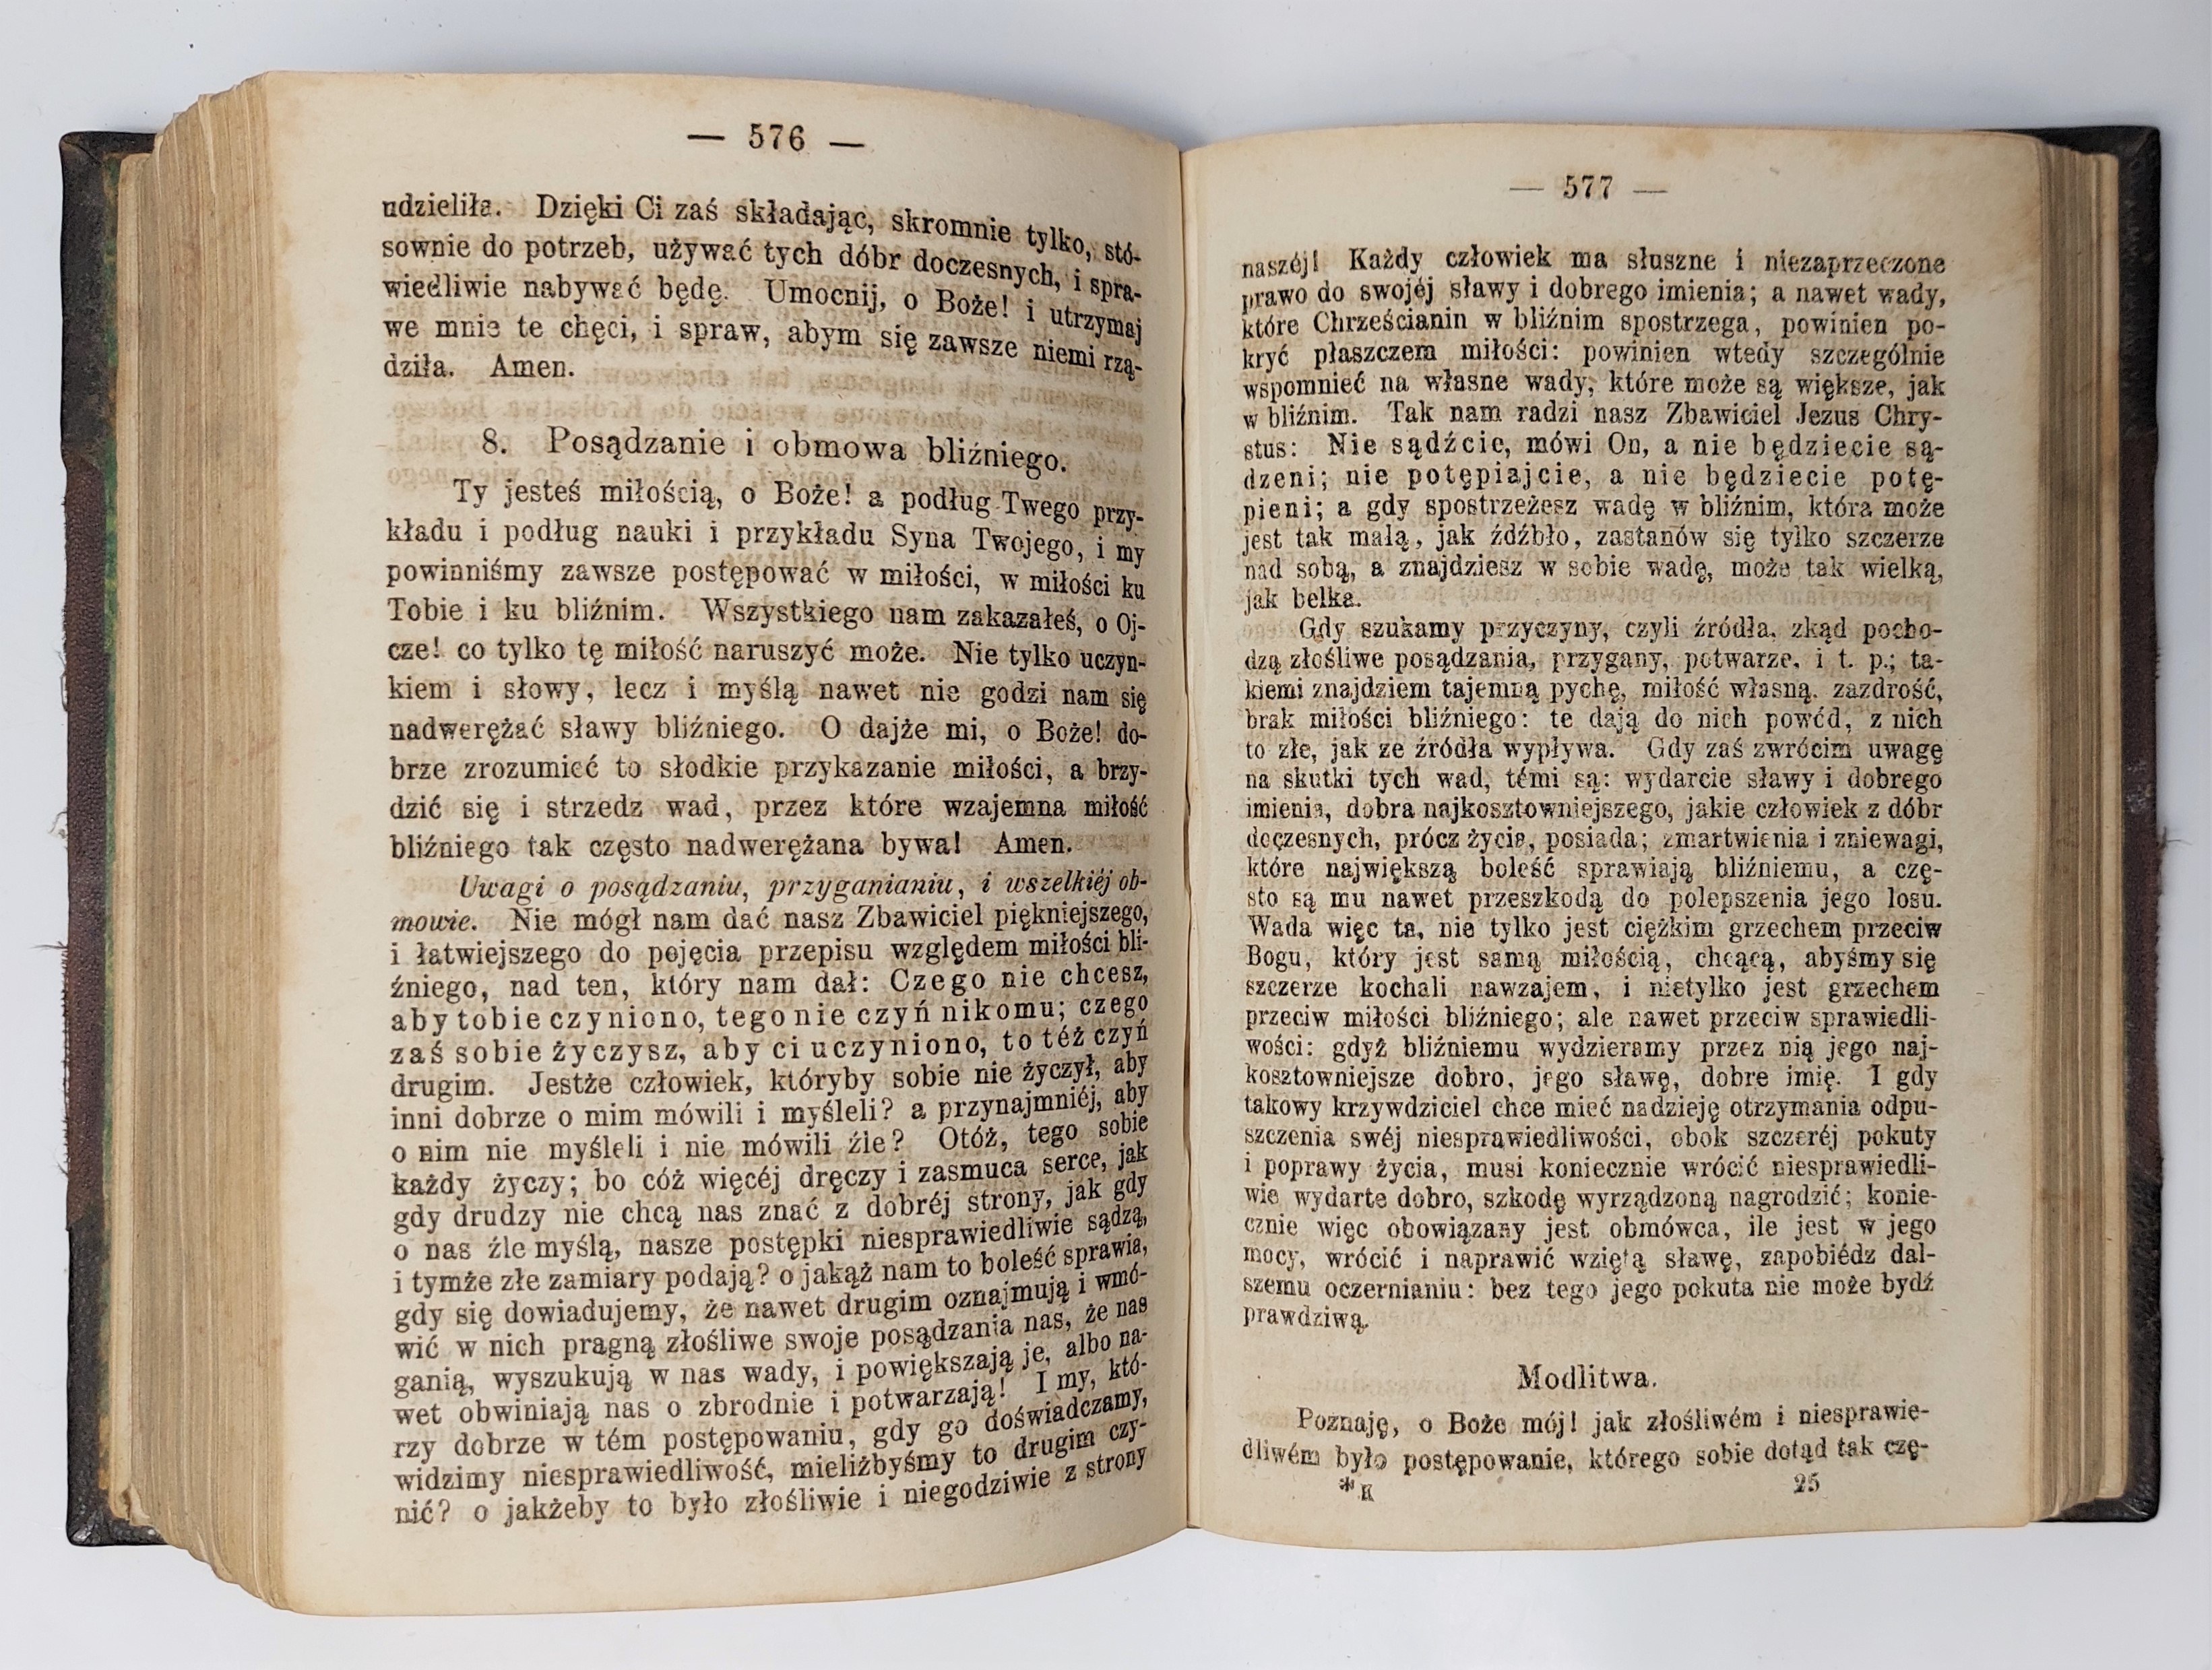 — 576 —
udzieliła. Dzięki Ci zaś składając, skromnie tylko, stó-
sownie do potrzeb, używać tych dóbr doczesnych, i spra-
wiedliwie nabywać będę. Umocnij, o Boże! i utrzymaj
we mnie te chęci, i spraw, abym się zawsze niemi rzą-
dziła. Amen.
8. Posądzanie i obmowa bliźniego.
Ty jesteś miłością, o Boże! a podług Twego przy-
kładu i podług nauki i przykładu Syna Twojego, i my
powinniśmy zawsze postępować w miłości, w miłości ku
Tobie i ku bliźnim. Wszystkiego nam zakazałeś, o Oj-
cze! co tylko tę miłość naruszyć może. Nie tylko uczyn-
kiem i słowy, lecz i myślą nawet nie godzi nam się
nadwerężać sławy bliźniego. O dajże mi, o Boże! do-
brze zrozumieć to słodkie przykazanie miłości, a brzy-
dzić się i strzedz wad, przez które wzajemna miłość
bliźniego tak często nadwerężana bywa! Amen.
Uwagi o posądzaniu, przyganianiu, i wszelkiéj ob-
mowie. Nie mógł nam dać nasz Zbawiciel piękniejszego,
i łatwiejszego do pojęcia przepisu względem miłości bli-
źniego, nad ten, który nam dał: Czego nie chcesz,
aby tobie czyniono, tego nie czyń nikomu; czego
zaś sobie życzysz, aby ci uczyniono, to téż czyń
drugim. Jestże człowiek, któryby sobie nie życzył, aby
inni dobrze o mim mówili i myśleli? a przynajmniéj, aby
o nim nie myśleli i nie mówili źle? Otóż, tego sobie
każdy życzy; bo cóż więcéj dręczy i zasmuca serce, jak
gdy drudzy nie chcą nas znać z dobréj strony, jak gdy
o nas źle myślą, nasze postępki niesprawiedliwie sądzą,
i tymże złe zamiary podają? o jakąż nam to boleść sprawia,
gdy się dowiadujemy, że nawet drugim oznajmują i wmó-
wić w nich pragną złośliwe swoje posądzania nas, że nas
ganią, wyszukują w nas wady, i powiększają je, albo na-
wet obwiniają nas o zbrodnie i potwarzają! I my, któ-
rzy dobrze w tém postępowaniu, gdy go doświadczamy,
widzimy niesprawiedliwość, mieliżbyśmy to drugim czy-
nić? o jakżeby to było złośliwie i niegodziwie z strony
— 577 —
naszéj! Każdy człowiek ma słuszne i niezaprzeczone
prawo do swojéj sławy i dobrego imienia; a nawet wady,
które Chrześcianin w bliźnim spostrzega, powinien po-
kryć płaszczem miłości: powinien wtedy szczególnie
wspomnieć na własne wady, które może są większe, jak
w bliźnim. Tak nam radzi nasz Zbawiciel Jezus Chry-
stus: Nie sądźcie, mówi On, a nie będziecie są-
dzeni; nie potępiajcie, a nie będziecie potę-
pieni; a gdy spostrzeżesz wadę w bliźnim, która może
jest tak małą, jak źdźbło, zastanów się tylko szczerze
nad sobą, a znajdziesz w sobie wadę, może tak wielką,
jak belka.
Gdy szukamy przyczyny, czyli źródła, zkąd pocho-
dzą złośliwe posądzania, przygany, potwarze, i t. p.; ta-
kiemi znajdziem tajemną pychę, miłość własną, zazdrość,
brak miłości bliźniego: te dają do nich powód, z nich
to złe, jak ze źródła wypływa. Gdy zaś zwrócim uwagę
na skutki tych wad, témi są: wydarcie sławy i dobrego
imienia, dobra najkosztowniejszego, jakie człowiek z dóbr
doczesnych, prócz życia, posiada; zmartwienia i zniewagi,
które największą boleść sprawiają bliźniemu, a czę-
sto są mu nawet przeszkodą do polepszenia jego losu.
Wada więc ta, nie tylko jest ciężkim grzechem przeciw
Bogu, który jest samą miłością, chcącą, abyśmy się
szczerze kochali nawzajem, i nietylko jest grzechem
przeciw miłości bliźniego; ale nawet przeciw sprawiedli-
wości: gdyż bliźniemu wydzieramy przez nią jego naj-
kosztowniejsze dobro, jego sławę, dobre imię. I gdy
takowy krzywdziciel chce mieć nadzieję otrzymania odpu-
szczenia swéj niesprawiedliwości, obok szczeréj pokuty
i poprawy życia, musi koniecznie wrócić niesprawiedli-
wie wydarte dobro, szkodę wyrządzoną nagrodzić; konie-
cznie więc obowiązany jest obmówca, ile jest w jego
mocy, wrócić i naprawić wziętą sławę, zapobiédz dal-
szemu oczernianiu: bez tego jego pokuta nie może bydź
prawdziwą.
Modlitwa.
Poznaję, o Boże mój! jak złośliwém i niesprawie-
dliwém było postępowanie, którego sobie dotąd tak czę-
*K 25